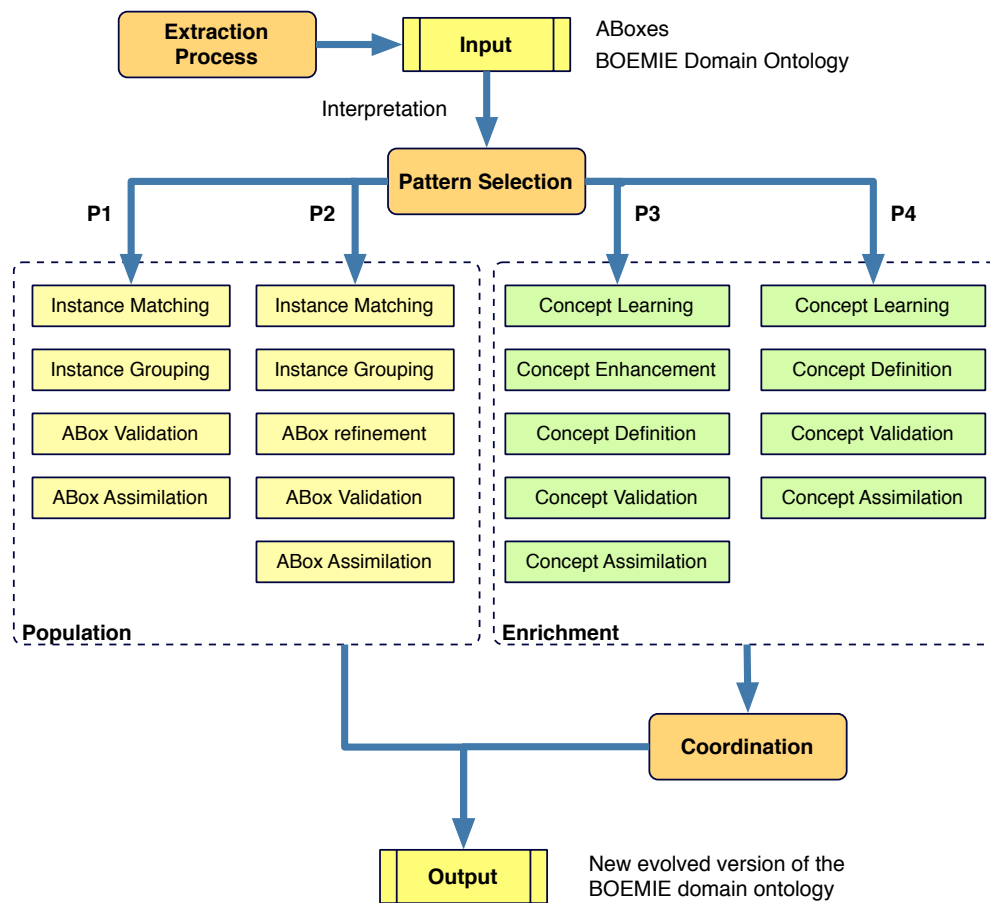 Extraction
Process
Input
ABoxes
BOEMIE Domain Ontology
Interpretation
Pattern Selection
P1
P2
P3
P4
Instance Matching
Instance Grouping
ABox Validation
ABox Assimilation
Instance Matching
Instance Grouping
ABox refinement
ABox Validation
ABox Assimilation
Population
Concept Learning
Concept Enhancement
Concept Definition
Concept Validation
Concept Assimilation
Concept Learning
Concept Definition
Concept Validation
Concept Assimilation
Enrichment
Coordination
Output
New evolved version of the
BOEMIE domain ontology